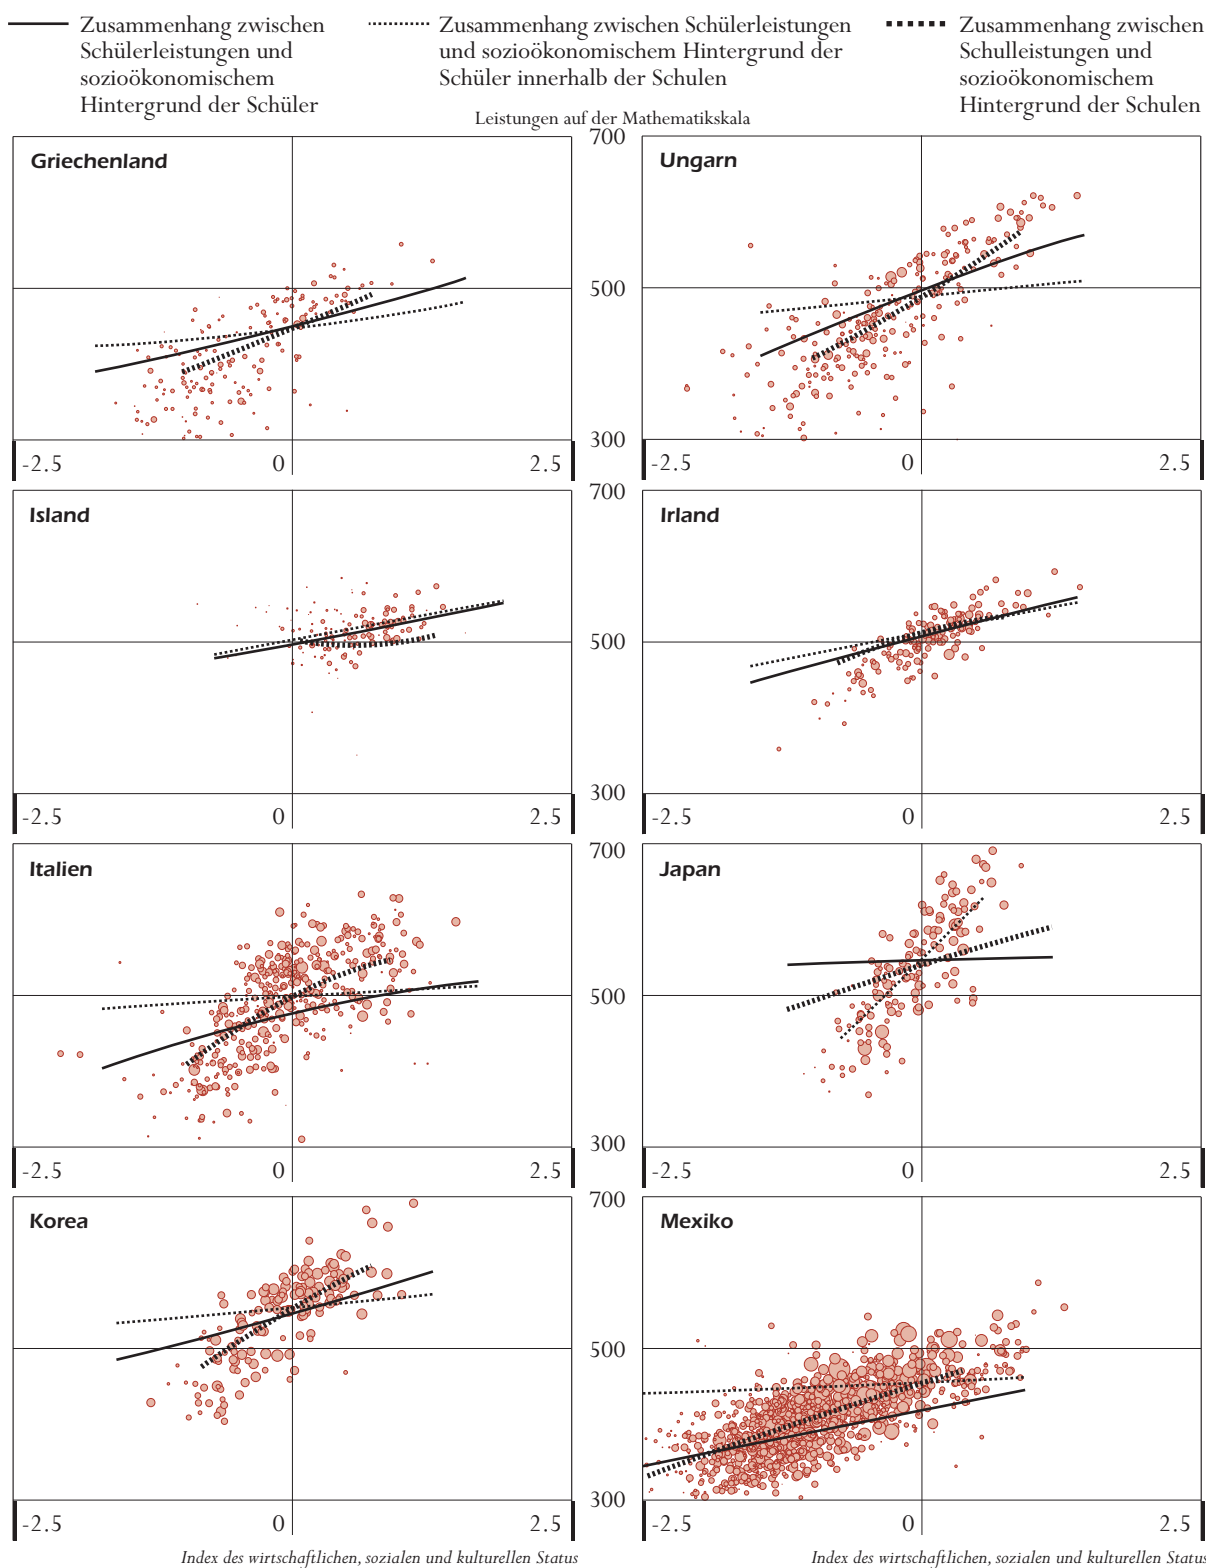 Zusammenhang zwischen
Schülerleistungen und
sozioökonomischem
Hintergrund der Schüler
Zusammenhang zwischen Schülerleistungen
und sozioökonomischem Hintergrund der
Schüler innerhalb der Schulen
Zusammenhang zwischen
Schulleistungen und
sozioökonomischem
Hintergrund der Schulen
Leistungen auf der Mathematikskala
700
Griechenland
Ungarn
500
300
-2.5 0 2.5
-2.5 0 2.5
700
Island
Irland
500
300
-2.5 0 2.5
-2.5 0 2.5
700
Italien
Japan
500
300
-2.5 0 2.5
-2.5 0 2.5
700
Korea
Mexiko
500
300
-2.5 0 2.5
-2.5 0 2.5
Index des wirtschaftlichen, sozialen und kulturellen Status
Index des wirtschaftlichen, sozialen und kulturellen Status